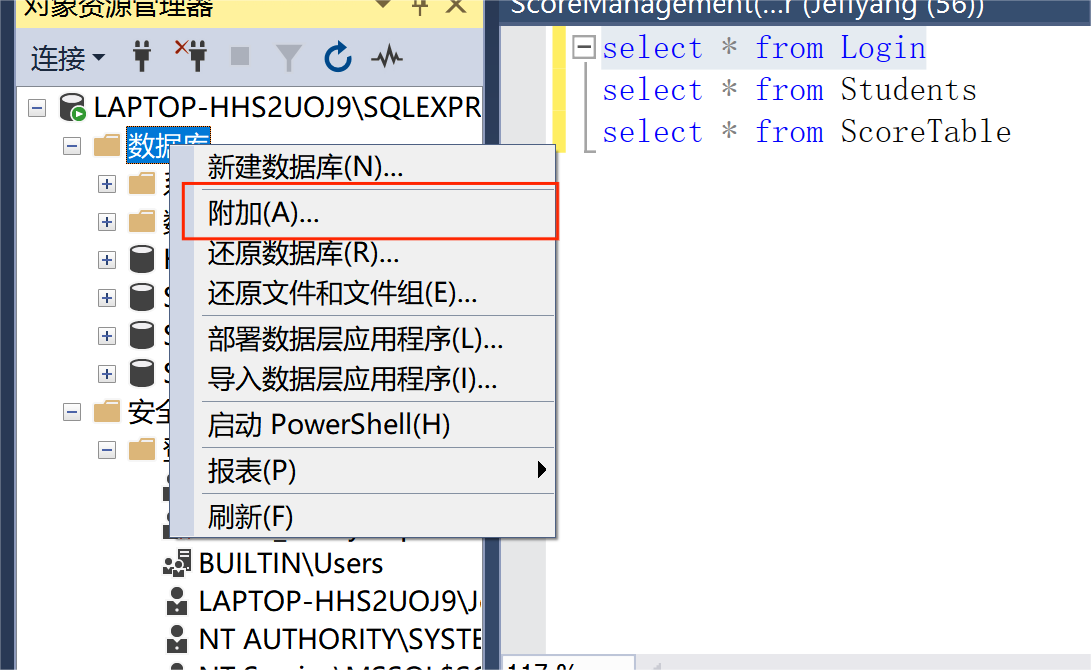 对象资源管理器
连接
LAPTOP-HHS2UOJ9\SQLEXPR
数据库
新建数据库(N)...
附加(A)...
还原数据库(R)...
还原文件和文件组(E)...
部署数据层应用程序(L)...
导入数据层应用程序(I)...
启动 PowerShell(H)
报表(P)
刷新(F)
安全
BUILTIN\Users
LAPTOP-HHS2UOJ9\J
NT AUTHORITY\SYSTE
ScoreManagement(...r (Jeffyang (56))
select * from Login
select * from Students
select * from ScoreTable
117 %